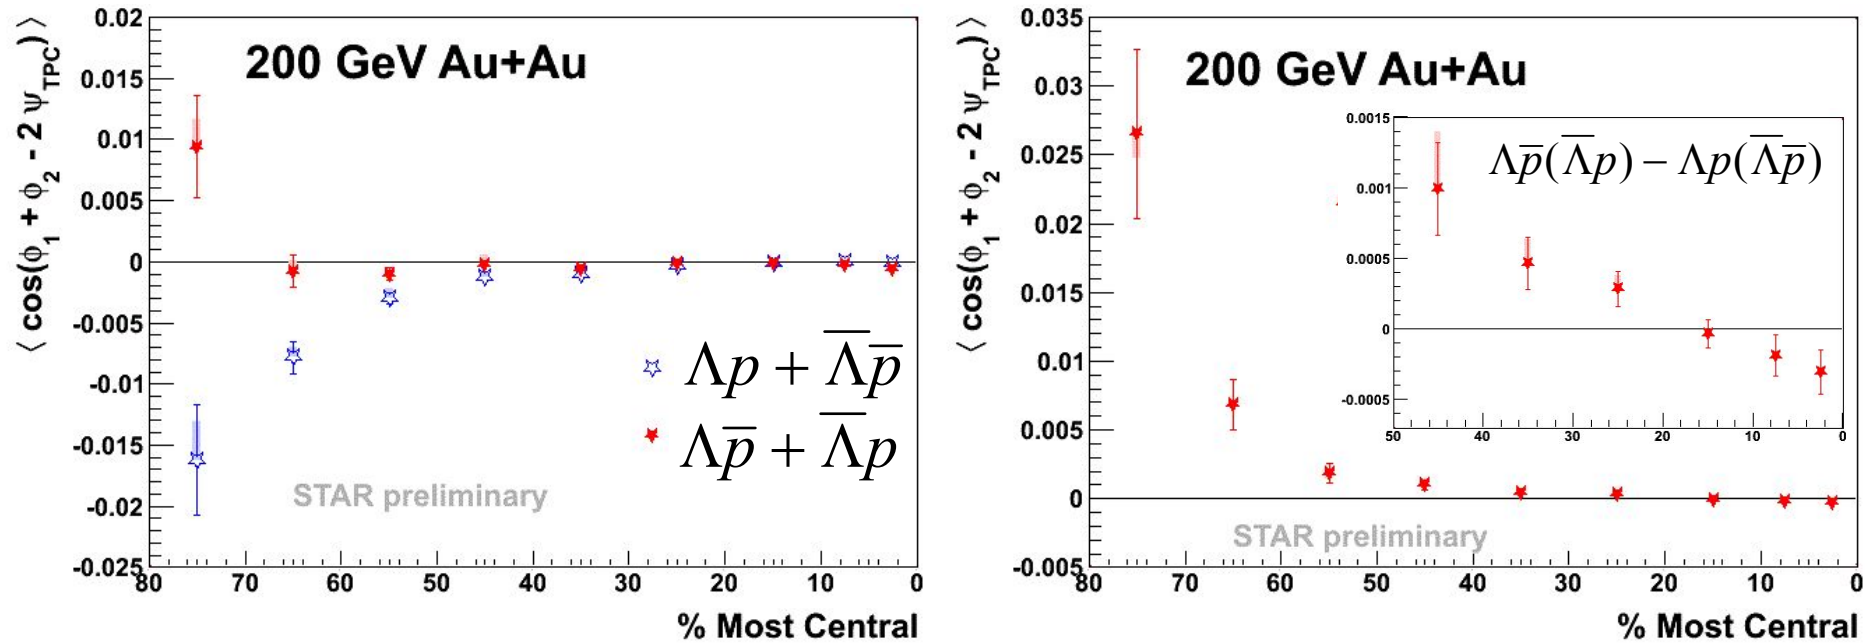 200 GeV Au+Au
⟨ cos(ϕ₁ + ϕ₂ - 2 ψ_TPC) ⟩
0.02
0.015
0.01
0.005
0
-0.005
-0.01
-0.015
-0.02
-0.025
Λp + Λ̅p̅
Λp̅ + Λ̅p
STAR preliminary
80 70 60 50 40 30 20 10 0
% Most Central
200 GeV Au+Au
⟨ cos(ϕ₁ + ϕ₂ - 2 ψ_TPC) ⟩
0.035
0.03
0.025
0.02
0.015
0.01
0.005
0
-0.005
Λp̅(Λ̅p) − Λp(Λ̅p̅)
0.0015
0.001
0.0005
0
-0.0005
50 40 30 20 10 0
STAR preliminary
80 70 60 50 40 30 20 10 0
% Most Central